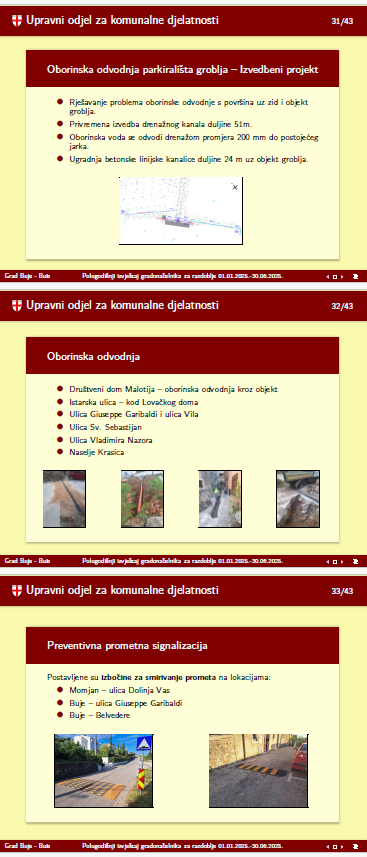 Upravni odjel za komunalne djelatnosti
31/43
Oborinska odvodnja parkirališta groblja – Izvedbeni projekt
Rješavanje problema oborinske odvodnje s površina uz zid i objekt
groblja.
Privremena izvedba drenažnog kanala duljine 51m.
Oborinska voda se odvodi drenažom promjera 200 mm do postojećeg
jarka.
Ugradnja betonske linijske kanalice duljine 24 m uz objekt groblja.
Grad Buje - Buie
Polugodišnji izvještaj gradonačelnika za razdoblje 01.01.2025.-30.06.2025.
Upravni odjel za komunalne djelatnosti
32/43
Oborinska odvodnja
Društveni dom Malotija – oborinska odvodnja kroz objekt
Istarska ulica – kod Lovačkog doma
Ulica Giuseppe Garibaldi i ulica Vila
Ulica Sv. Sebastijan
Ulica Vladimira Nazora
Naselje Krasica
Grad Buje - Buie
Polugodišnji izvještaj gradonačelnika za razdoblje 01.01.2025.-30.06.2025.
Upravni odjel za komunalne djelatnosti
33/43
Preventivna prometna signalizacija
Postavljene su izbočine za smirivanje prometa na lokacijama:
Momjan – ulica Dolinja Vas
Buje – ulica Giuseppe Garibaldi
Buje – Belvedere
Grad Buje - Buie
Polugodišnji izvještaj gradonačelnika za razdoblje 01.01.2025.-30.06.2025.